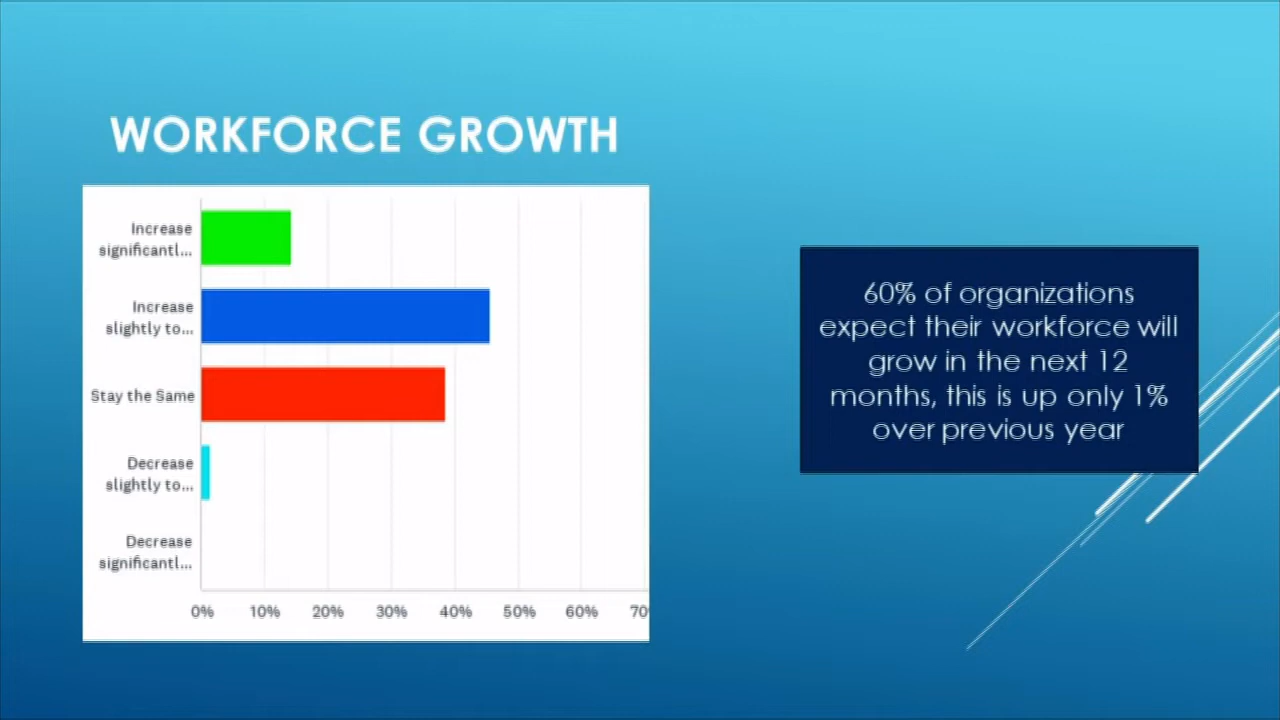 WORKFORCE GROWTH
Increase
significantl...
Increase
slightly to...
Stay the Same
Decrease
slightly to...
Decrease
significantl...
0% 10% 20% 30% 40% 50% 60% 70
60% of organizations
expect their workforce will
grow in the next 12
months, this is up only 1%
over previous year